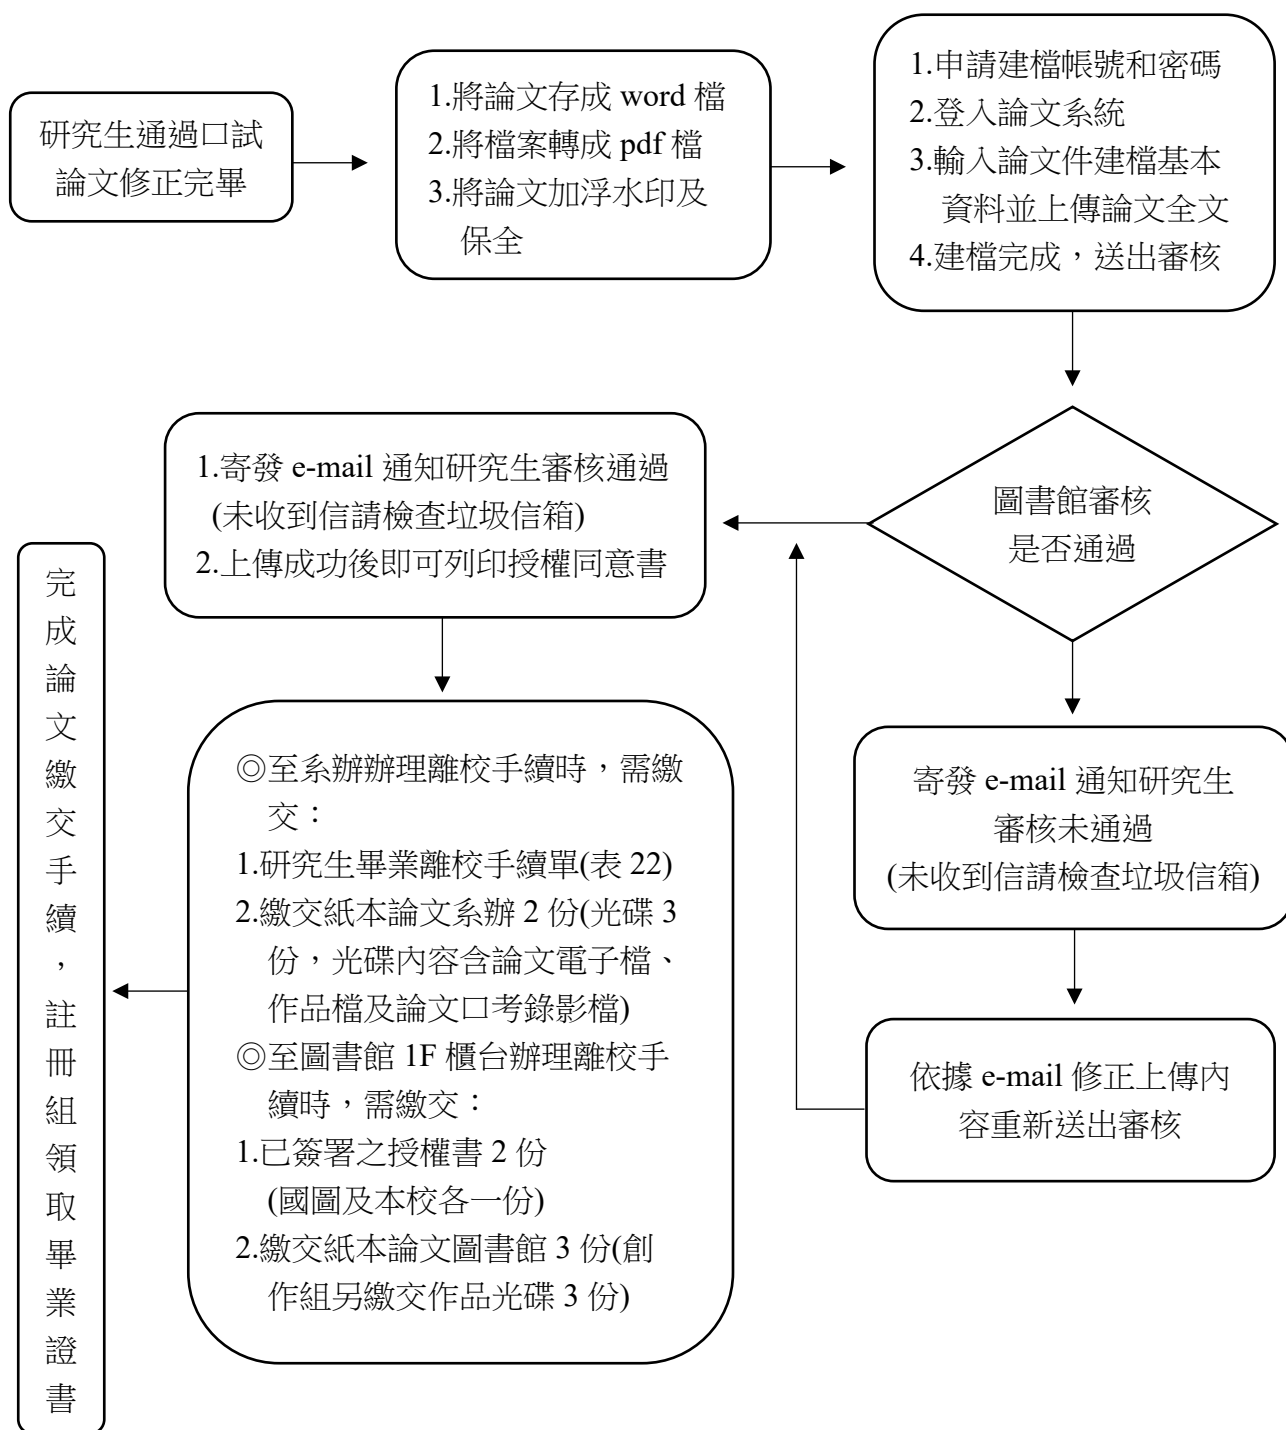 研究生通過口試
論文修正完畢
1.將論文存成 word 檔
2.將檔案轉成 pdf 檔
3.將論文加浮水印及
保全
1.申請建檔帳號和密碼
2.登入論文系統
3.輸入論文件建檔基本
資料並上傳論文全文
4.建檔完成，送出審核
圖書館審核
是否通過
1.寄發 e-mail 通知研究生審核通過
(未收到信請檢查垃圾信箱)
2.上傳成功後即可列印授權同意書
寄發 e-mail 通知研究生
審核未通過
(未收到信請檢查垃圾信箱)
依據 e-mail 修正上傳內
容重新送出審核
◎至系辦辦理離校手續時，需繳
交：
1.研究生畢業離校手續單(表 22)
2.繳交紙本論文系辦 2 份(光碟 3
份，光碟內容含論文電子檔、
作品檔及論文口考錄影檔)
◎至圖書館 1F 櫃台辦理離校手
續時，需繳交：
1.已簽署之授權書 2 份
(國圖及本校各一份)
2.繳交紙本論文圖書館 3 份(創
作組另繳交作品光碟 3 份)
完成論文繳交手續，註冊組領取畢業證書